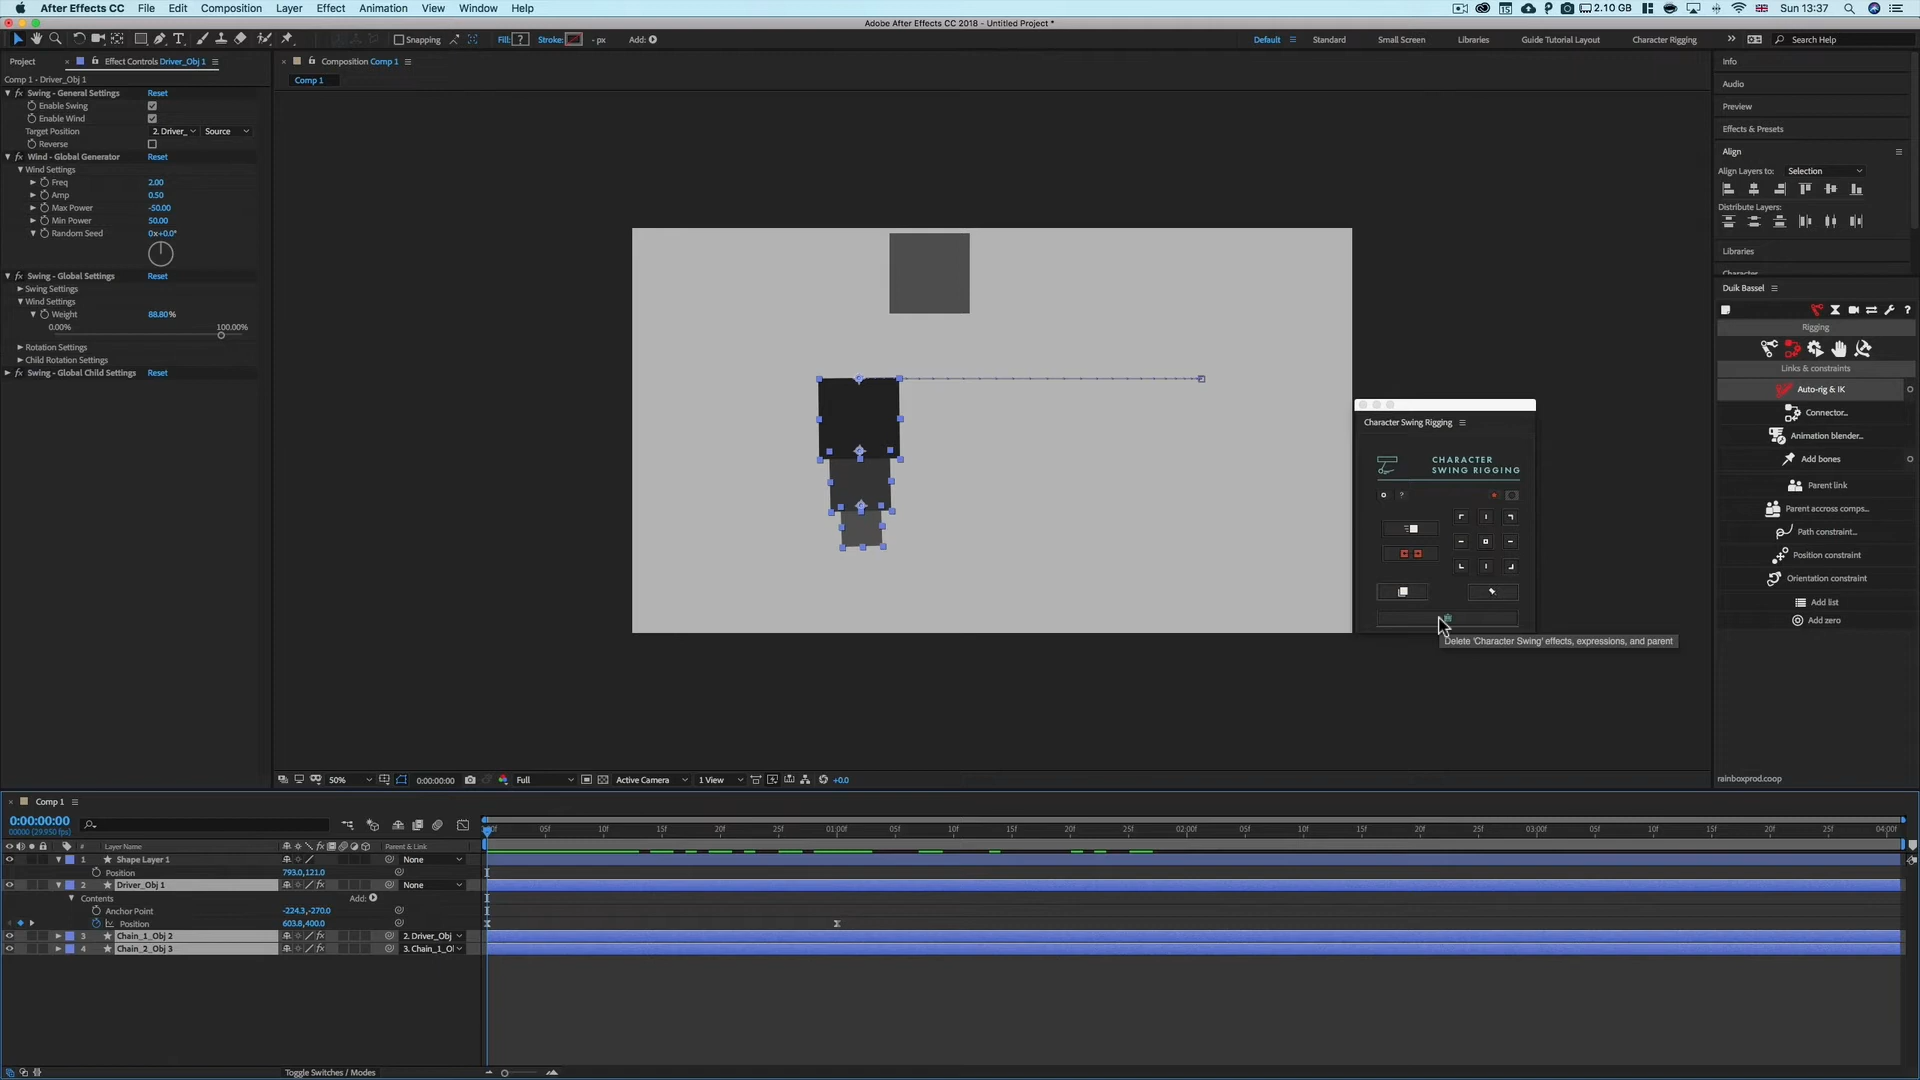 After Effects CC File Edit Composition Layer Effect Animation View Window Help 2.10 GB Sun 13:37
Adobe After Effects CC 2018 - Untitled Project *
Snapping Fill: ? Stroke: - px Add: Default Standard Small Screen Libraries Guide Tutorial Layout Character Rigging Search Help
Project Effect Controls Driver_Obj 1
Comp 1 - Driver_Obj 1
Swing - General Settings Reset
Enable Swing
Enable Wind
Target Position 2. Driver_ Source
Reverse
Wind - Global Generator Reset
Wind Settings
Freq 2.00
Amp 0.50
Max Power -50.00
Min Power 50.00
Random Seed 0x+0.0°
Swing - Global Settings Reset
Swing Settings
Wind Settings
Weight 88.80%
0.00% 100.00%
Rotation Settings
Child Rotation Settings
Swing - Global Child Settings Reset
Composition Comp 1
Comp 1
Character Swing Rigging
CHARACTER
SWING RIGGING
?
Delete 'Character Swing' effects, expressions, and parent
50% 0:00:00:00 Full Active Camera 1 View +0.0
Info
Audio
Preview
Effects & Presets
Align
Align Layers to: Selection
Distribute Layers:
Libraries
Character
Duik Bassel
Rigging
Links & constraints
Auto-rig & IK
Connector...
Animation blender...
Add bones
Parent link
Parent accross comps...
Path constraint...
Position constraint
Orientation constraint
Add list
Add zero
rainboxprod.coop
Comp 1
0:00:00:00
00000 (29.950 fps)
05f 10f 15f 20f 25f 01:00f 05f 10f 15f 20f 25f 02:00f 05f 10f 15f 20f 25f 03:00f 05f 10f 15f 20f 25f 04:00f
# Layer Name Parent & Link
1 Shape Layer 1 None
Position 793.0,121.0
2 Driver_Obj 1 None
Contents Add:
Anchor Point -224.3,-270.0
Position 603.8,400.0
3 Chain_1_Obj 2 2. Driver_Obj
4 Chain_2_Obj 3 3. Chain_1_O
Toggle Switches / Modes